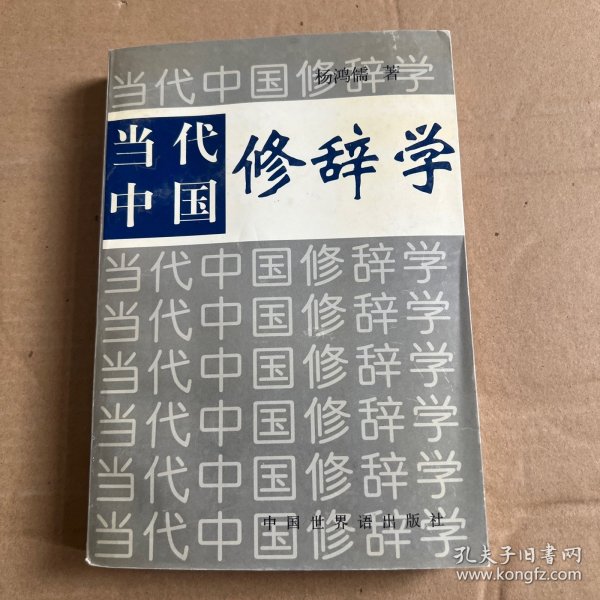 当代中国修辞学
杨鸿儒 著
当代
中国
修辞学
当代中国修辞学
当代中国修辞学
当代中国修辞学
当代中国修辞学
当代中国修辞学
当代中国修辞学
中国世界语出版社
孔夫子旧书网
www.kongfz.com